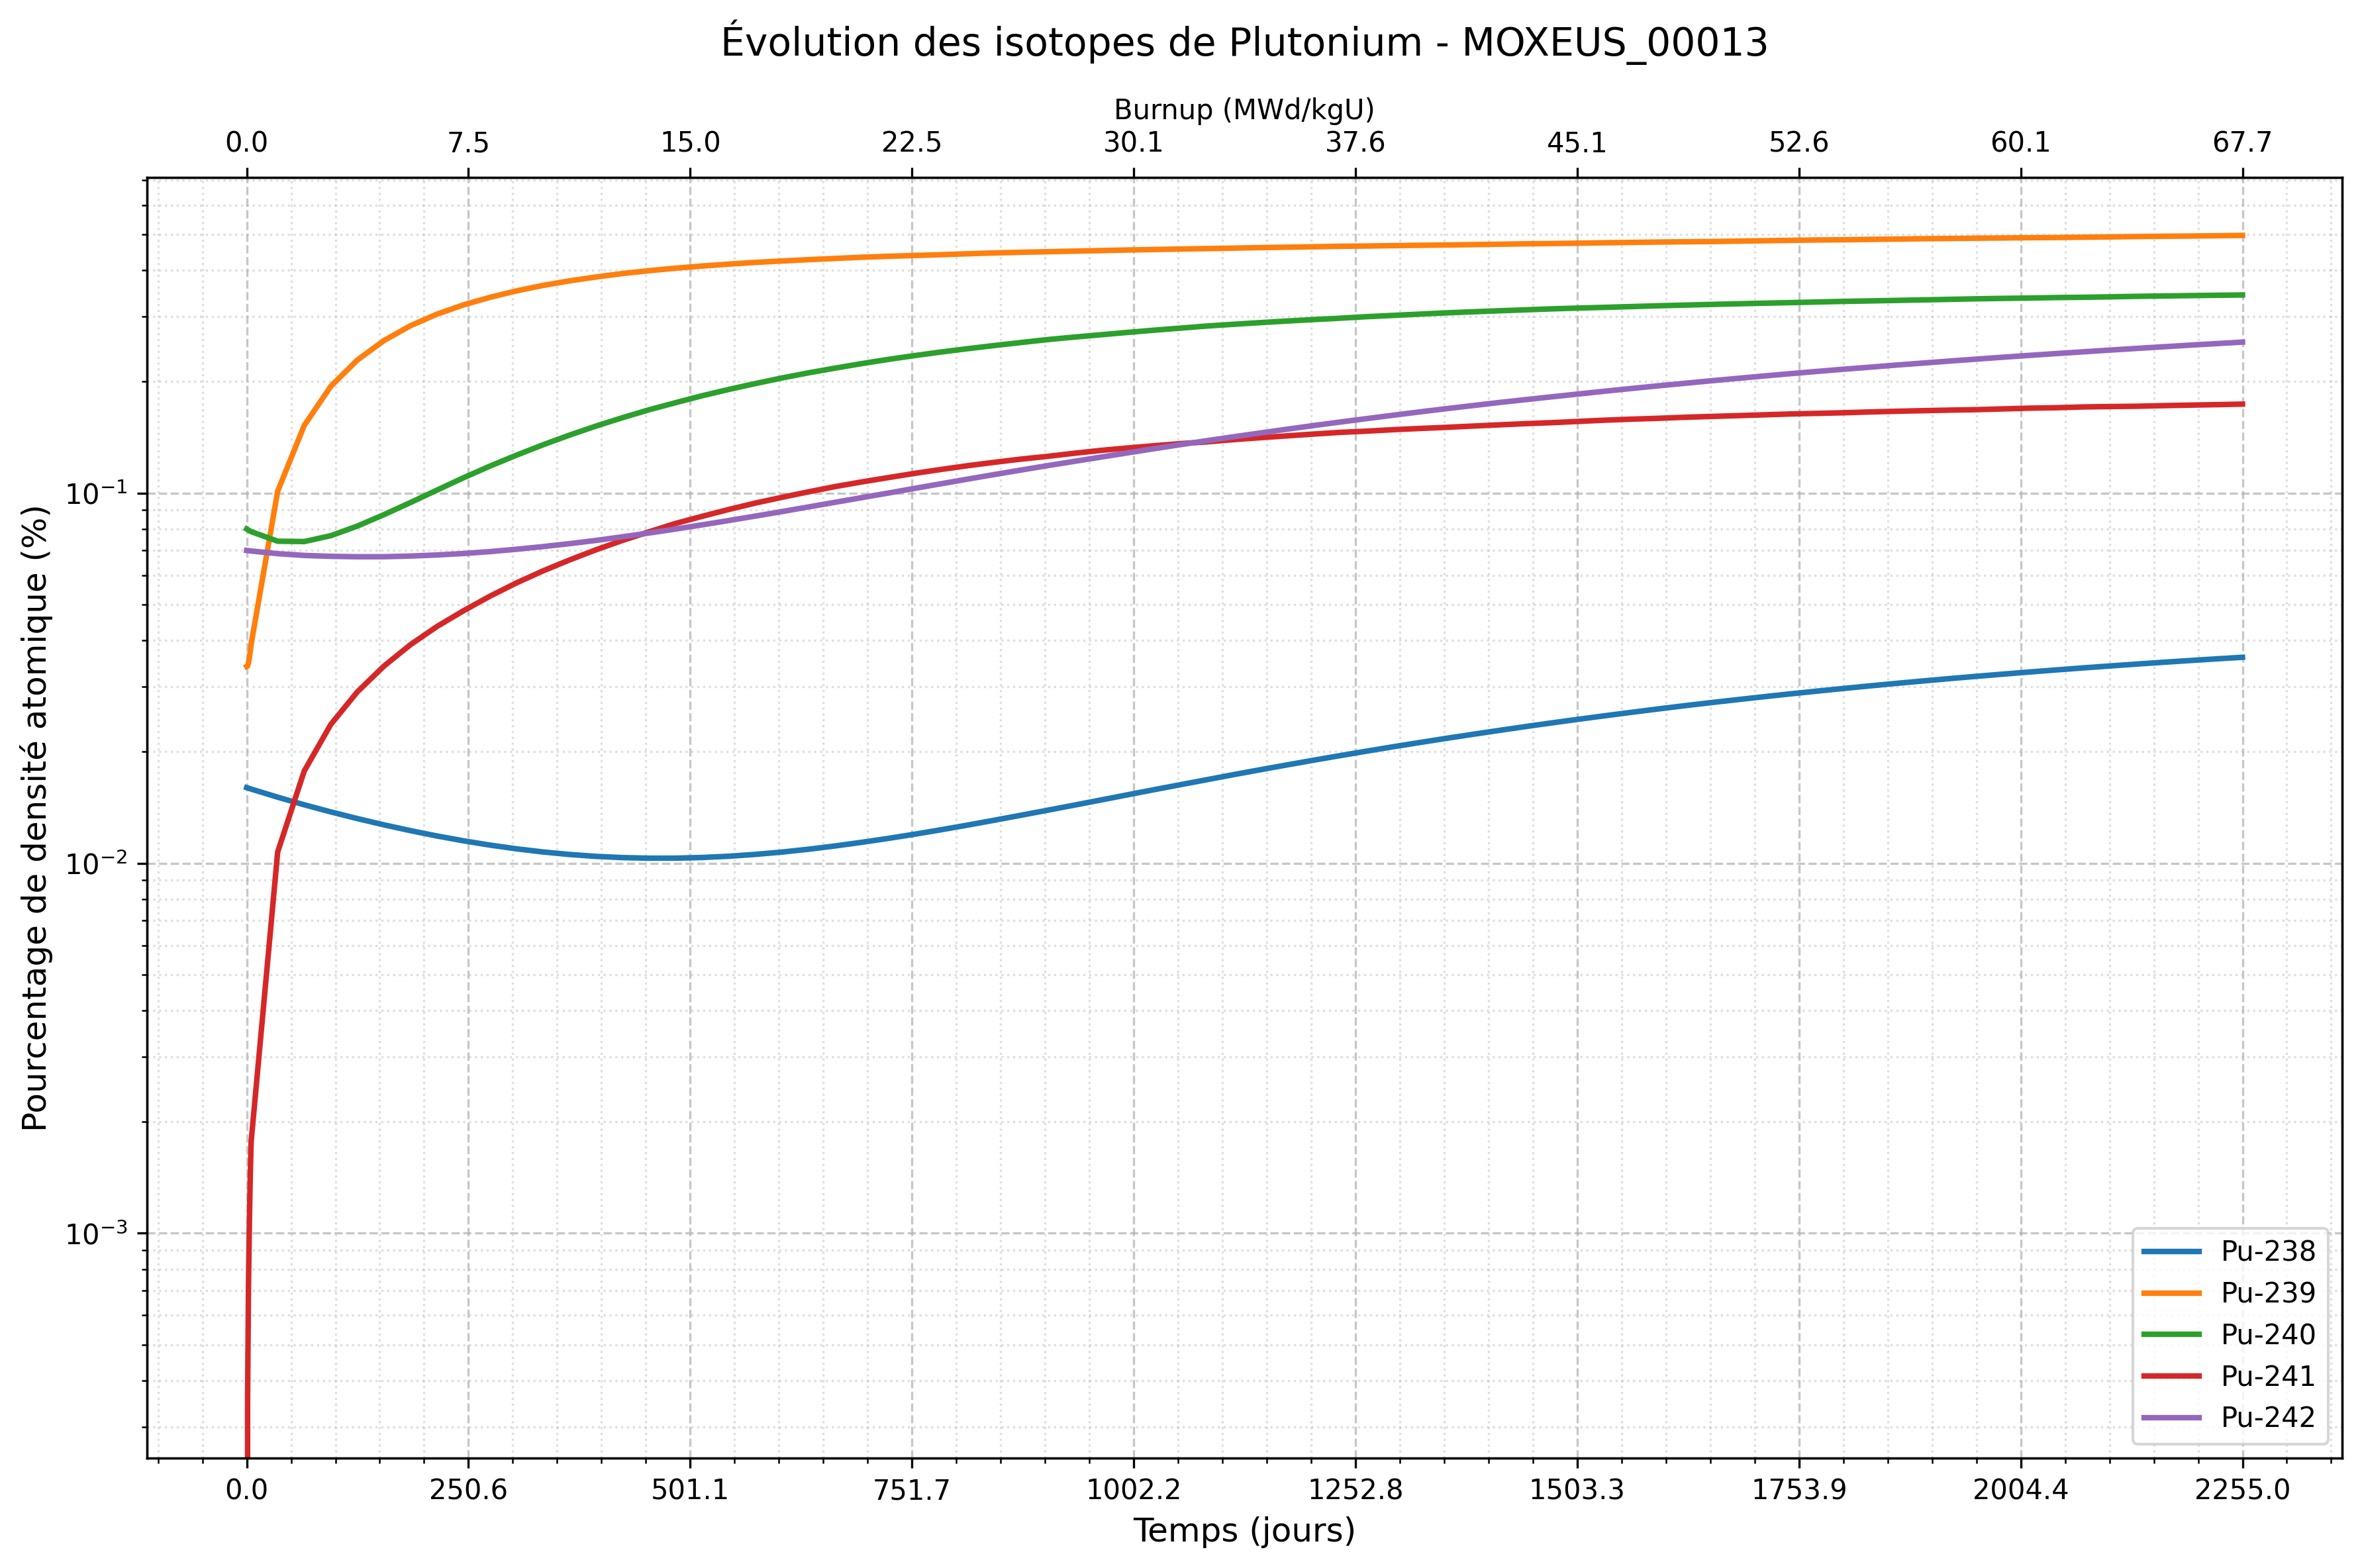 Évolution des isotopes de Plutonium - MOXEUS_00013
Burnup (MWd/kgU)
0.0 7.5 15.0 22.5 30.1 37.6 45.1 52.6 60.1 67.7
Pourcentage de densité atomique (%)
10⁻¹
10⁻²
10⁻³
Pu-238
Pu-239
Pu-240
Pu-241
Pu-242
0.0 250.6 501.1 751.7 1002.2 1252.8 1503.3 1753.9 2004.4 2255.0
Temps (jours)